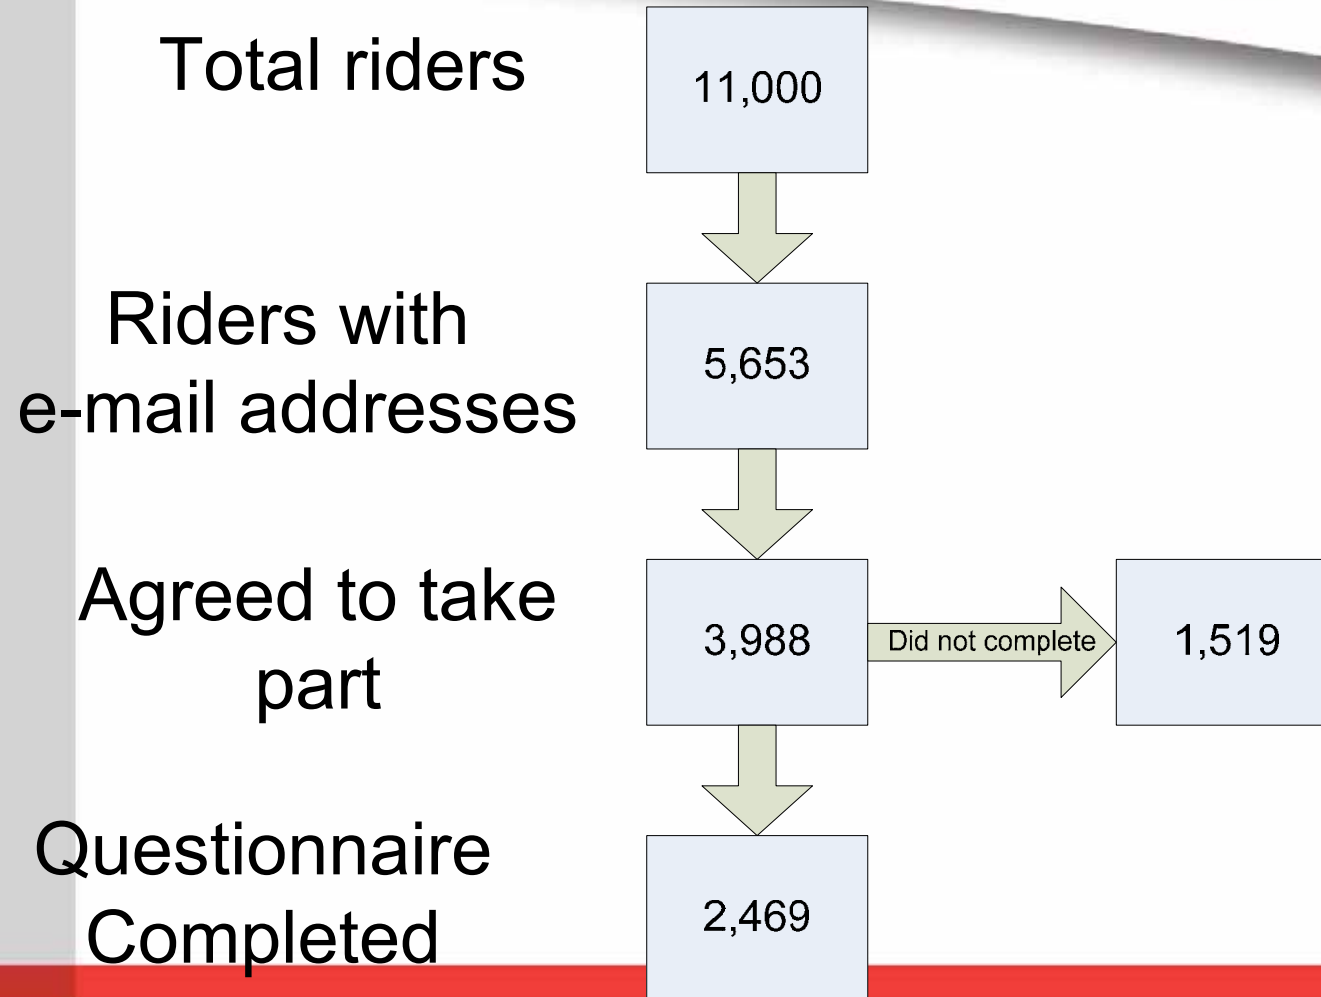 Total riders
11,000
Riders with
e-mail addresses
5,653
Agreed to take
part
3,988
Did not complete
1,519
Questionnaire
Completed
2,469